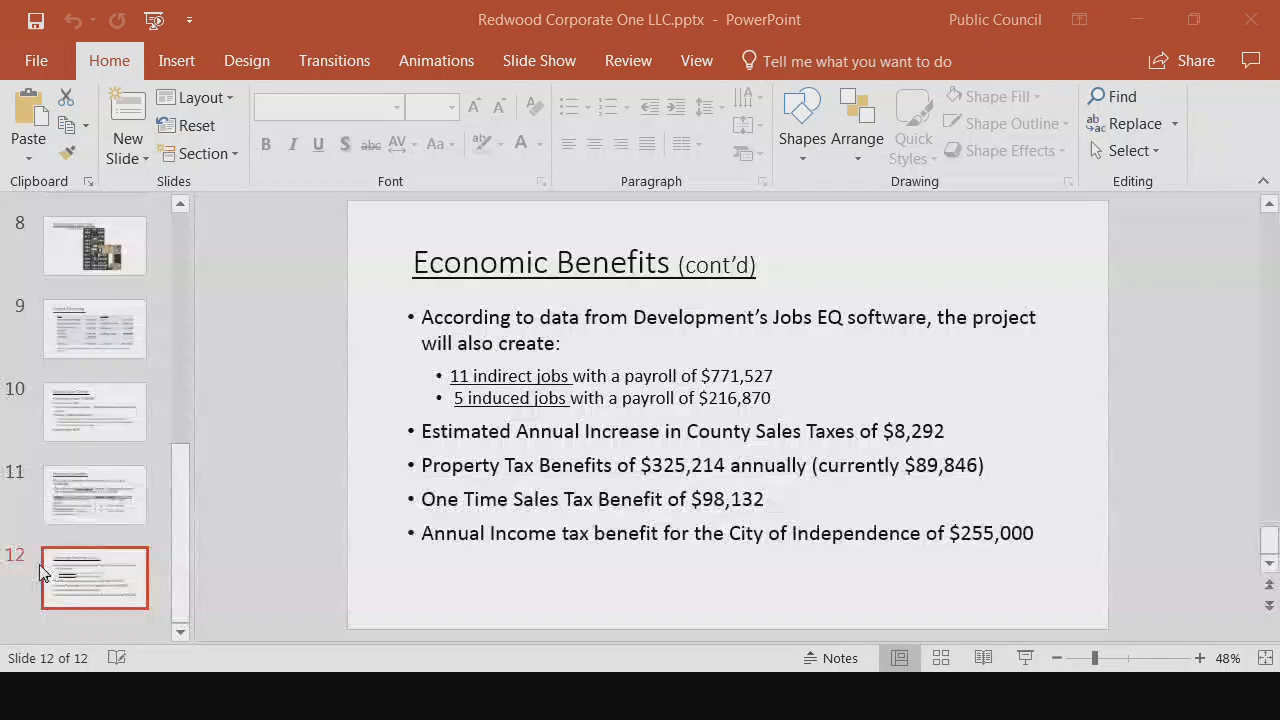 Redwood Corporate One LLC.pptx - PowerPoint
Public Council
File Home Insert Design Transitions Animations Slide Show Review View Tell me what you want to do Share
Paste
New Slide
Layout
Reset
Section
B I U S abc AV Aa A
Shapes
Arrange
Quick Styles
Shape Fill
Shape Outline
Shape Effects
Find
Replace
Select
Clipboard Slides Font Paragraph Drawing Editing
8
9
10
11
12
Economic Benefits (cont’d)
• According to data from Development’s Jobs EQ software, the project
will also create:
• 11 indirect jobs with a payroll of $771,527
• 5 induced jobs with a payroll of $216,870
• Estimated Annual Increase in County Sales Taxes of $8,292
• Property Tax Benefits of $325,214 annually (currently $89,846)
• One Time Sales Tax Benefit of $98,132
• Annual Income tax benefit for the City of Independence of $255,000
Slide 12 of 12
Notes
48%